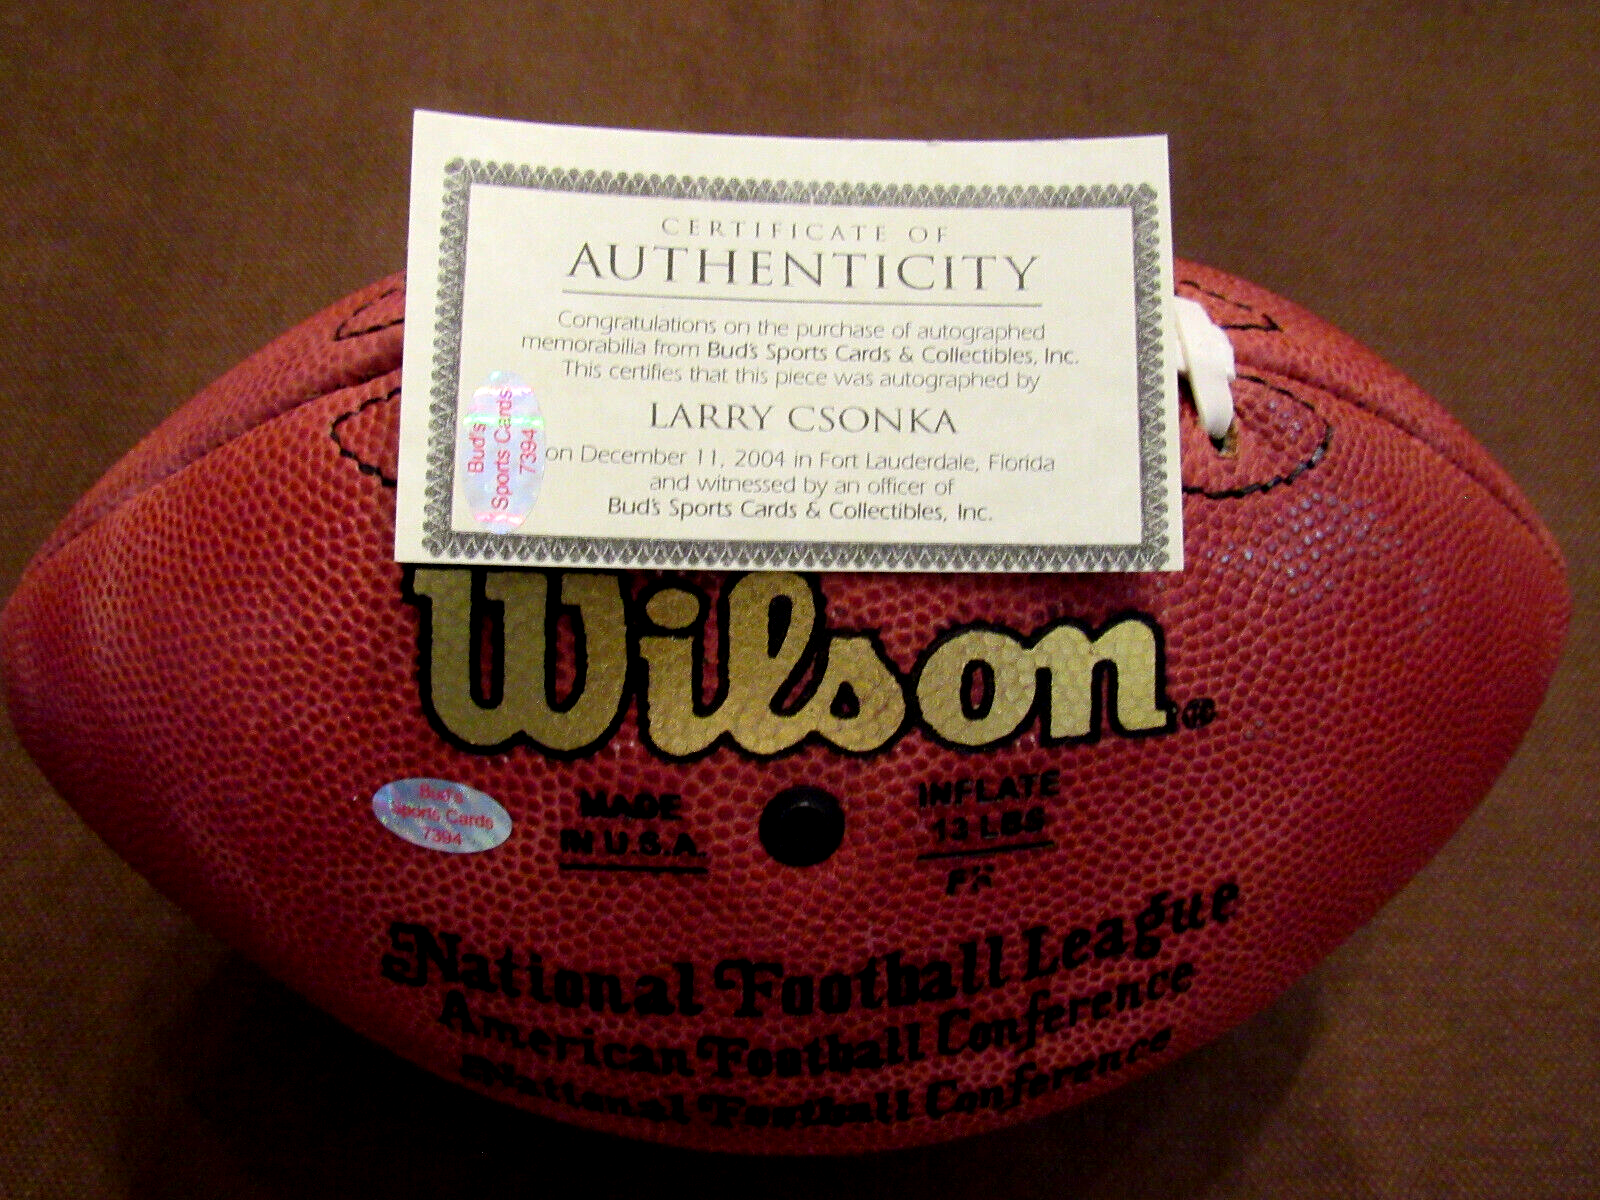 CERTIFICATE OF
AUTHENTICITY
Congratulations on the purchase of autographed
memorabilia from Bud's Sports Cards & Collectibles, Inc.
This certifies that this piece was autographed by
LARRY CSONKA
on December 11, 2004 in Fort Lauderdale, Florida
and witnessed by an officer of
Bud's Sports Cards & Collectibles, Inc.
Bud's
Sports Cards
7394
Wilson®
Bud's
Sports Cards
7394
MADE
IN U.S.A.
INFLATE
13 LBS
National Football League
American Football Conference
National Football Conference